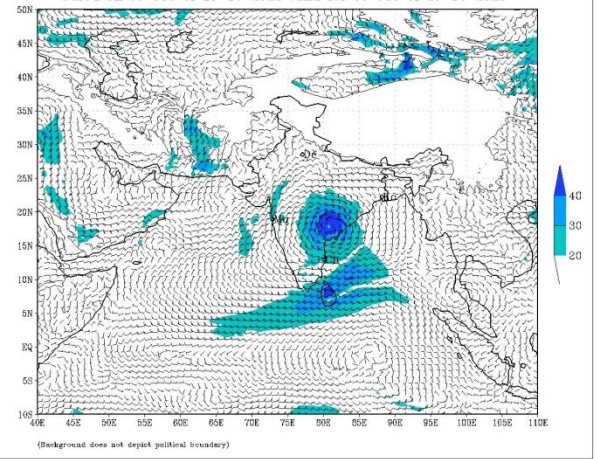 50N
45N
40N
35N
30N
25N
20N
15N
10N
5N
EQ
5S
10S
40E 45E 50E 55E 60E 65E 70E 75E 80E 85E 90E 95E 100E 105E 110E
40
30
20
(Background does not depict political boundary)